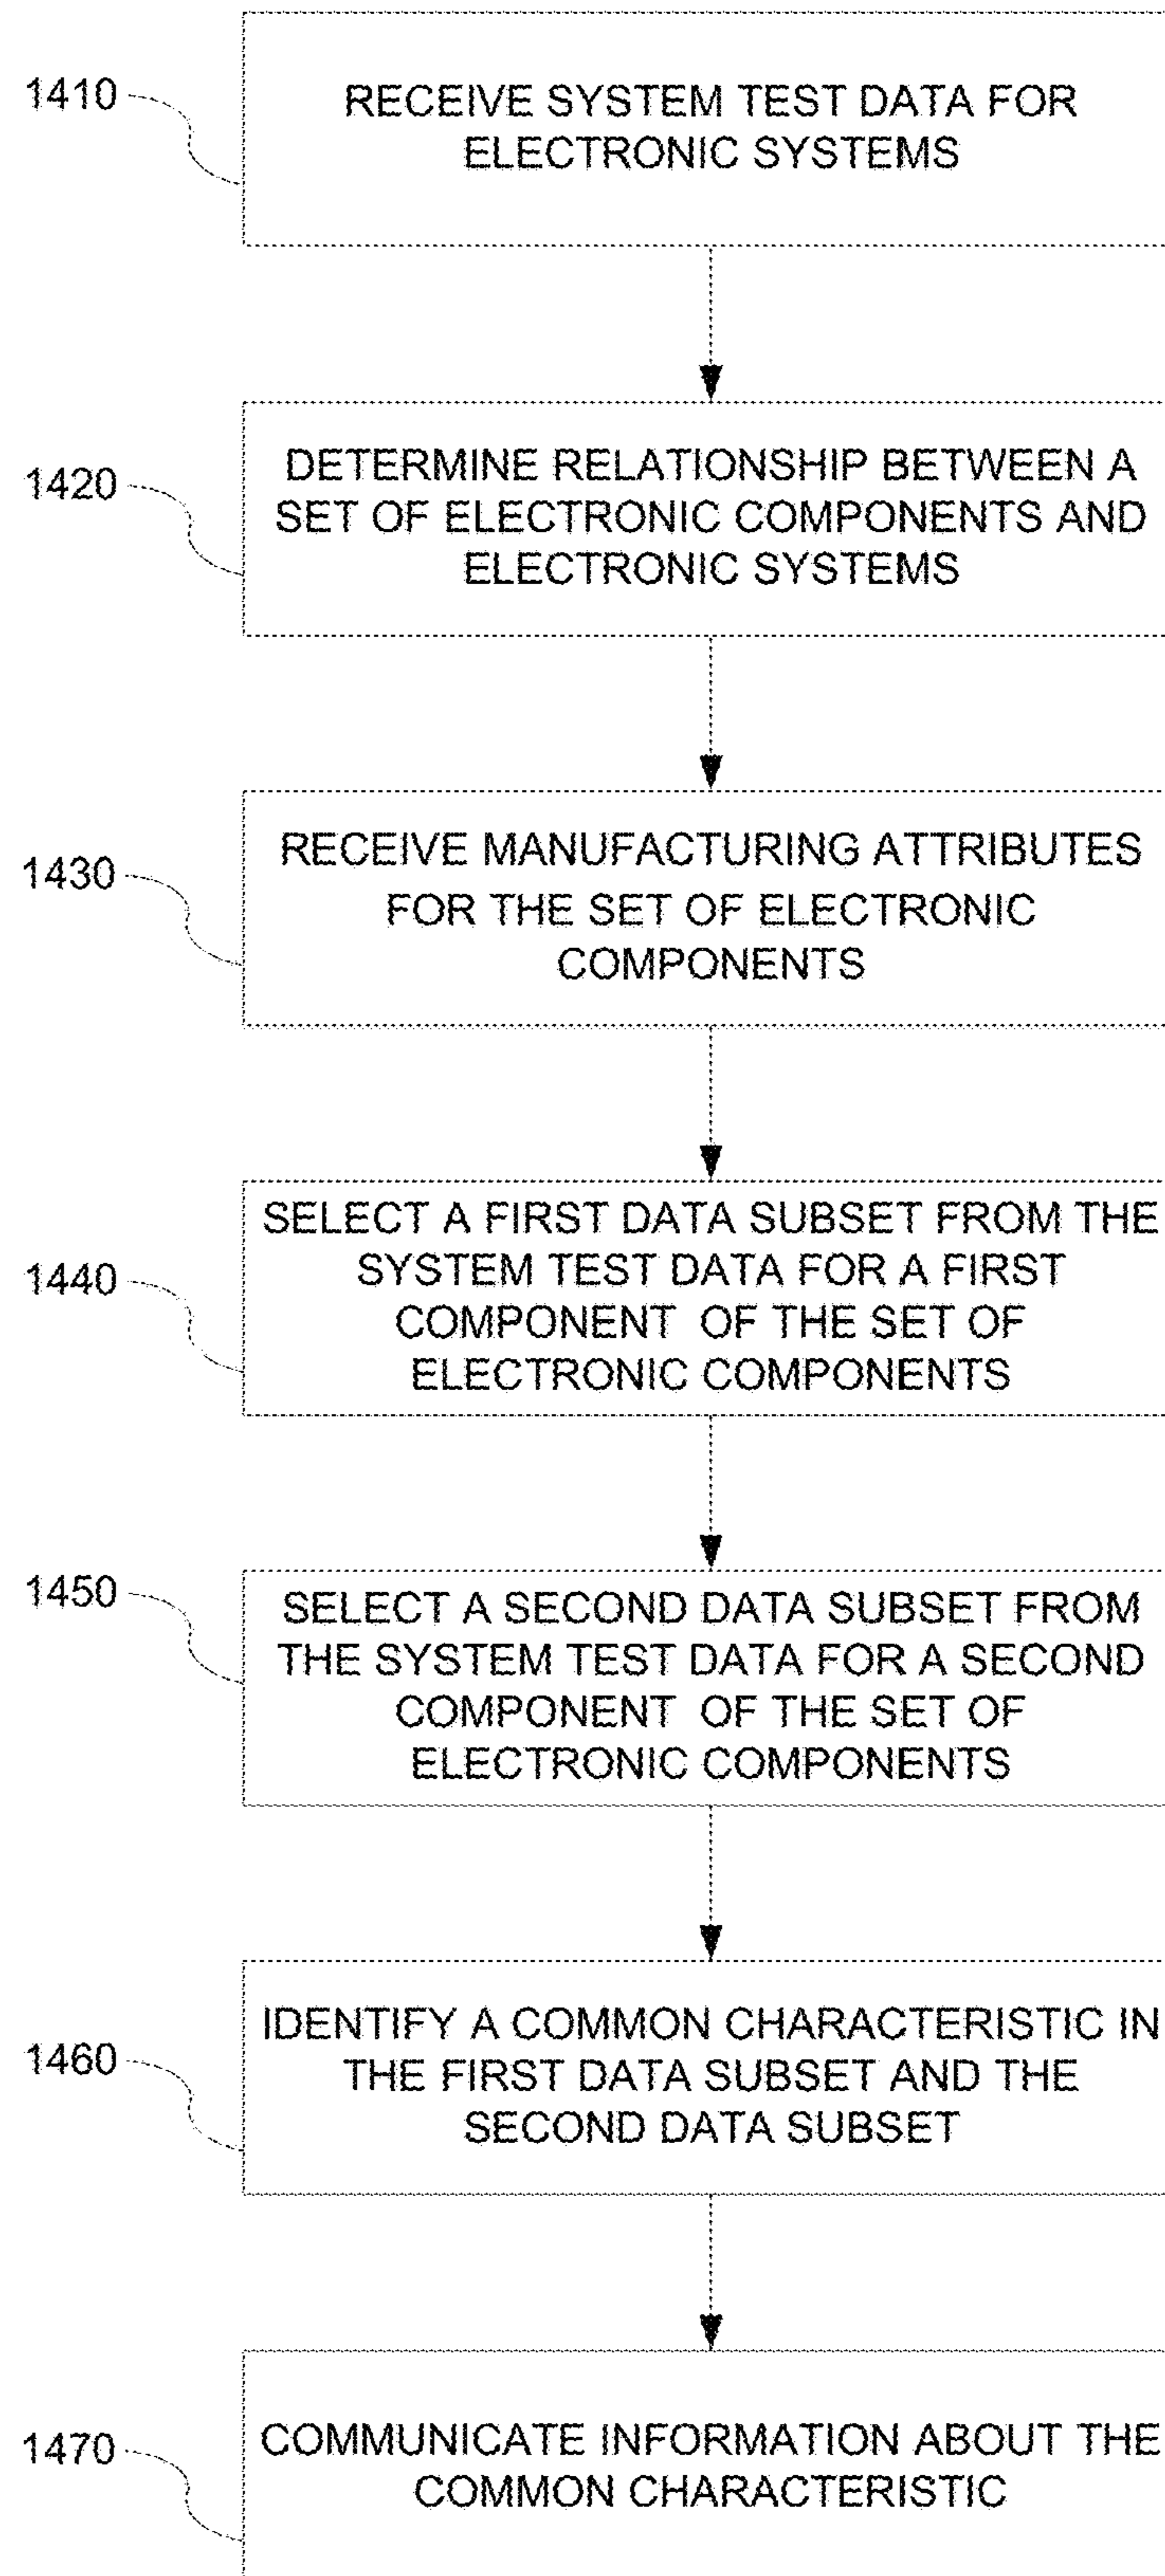 1410
RECEIVE SYSTEM TEST DATA FOR
ELECTRONIC SYSTEMS
1420
DETERMINE RELATIONSHIP BETWEEN A
SET OF ELECTRONIC COMPONENTS AND
ELECTRONIC SYSTEMS
1430
RECEIVE MANUFACTURING ATTRIBUTES
FOR THE SET OF ELECTRONIC
COMPONENTS
1440
SELECT A FIRST DATA SUBSET FROM THE
SYSTEM TEST DATA FOR A FIRST
COMPONENT OF THE SET OF
ELECTRONIC COMPONENTS
1450
SELECT A SECOND DATA SUBSET FROM
THE SYSTEM TEST DATA FOR A SECOND
COMPONENT OF THE SET OF
ELECTRONIC COMPONENTS
1460
IDENTIFY A COMMON CHARACTERISTIC IN
THE FIRST DATA SUBSET AND THE
SECOND DATA SUBSET
1470
COMMUNICATE INFORMATION ABOUT THE
COMMON CHARACTERISTIC